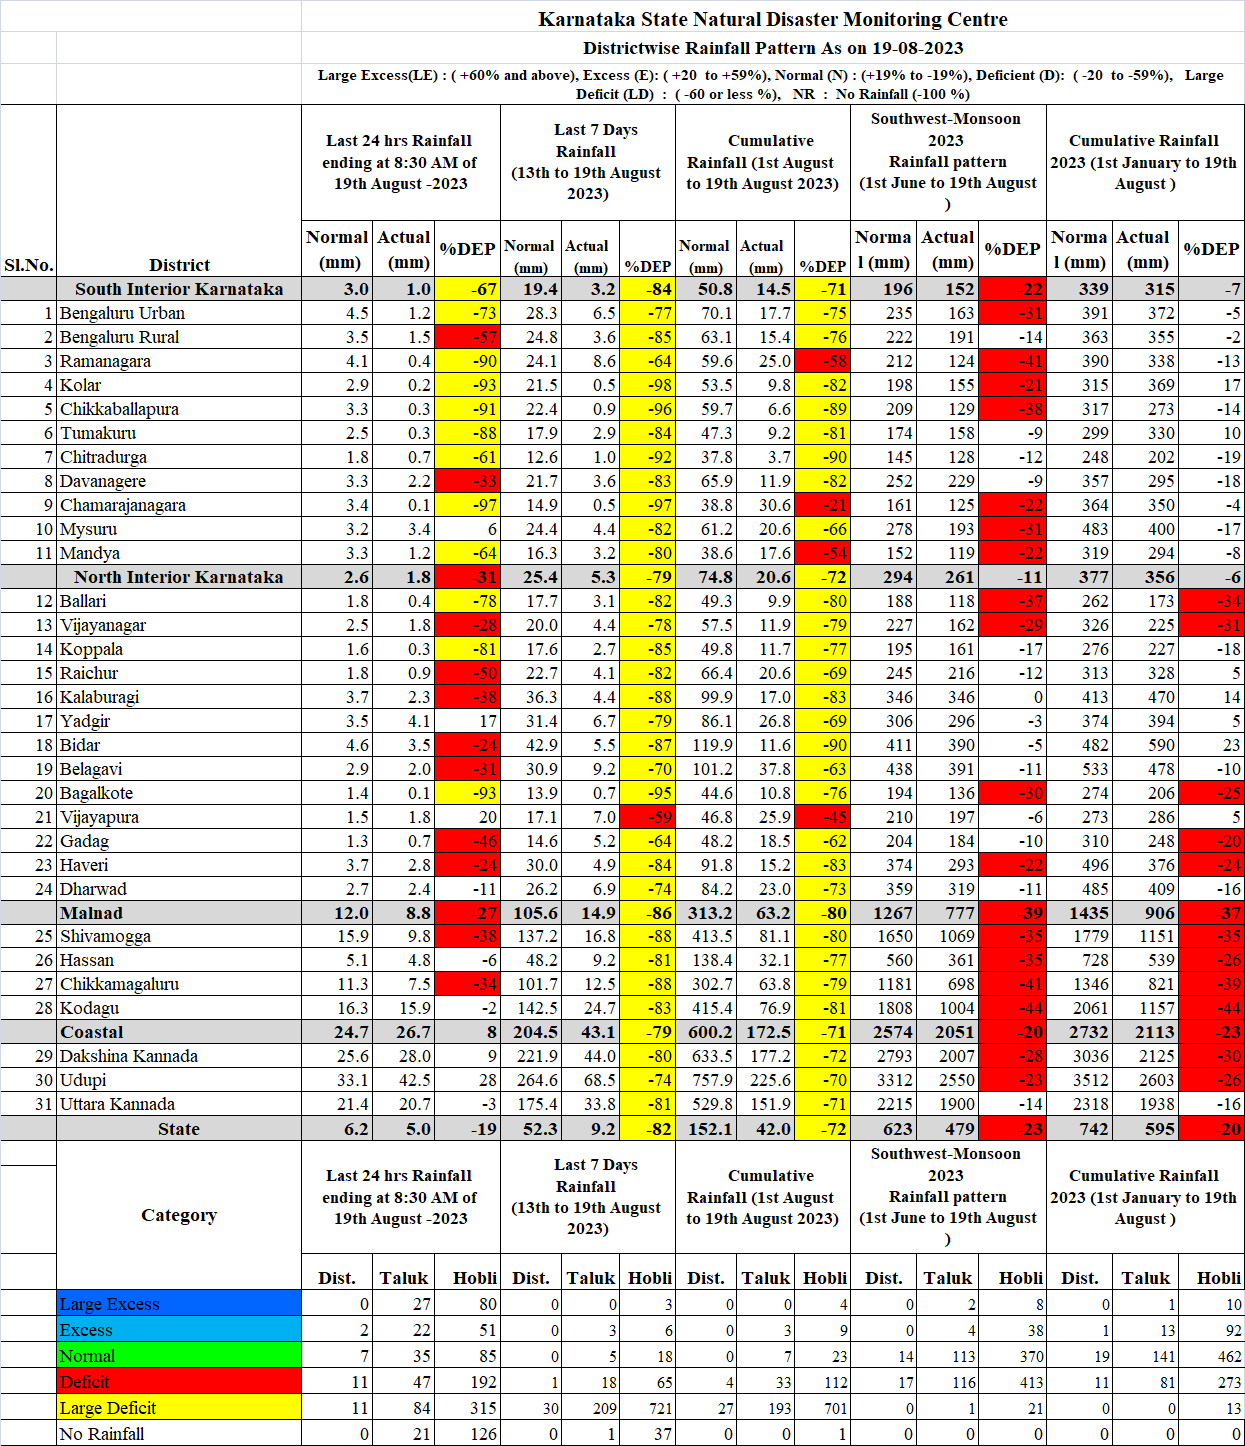 Karnataka State Natural Disaster Monitoring Centre
Districtwise Rainfall Pattern As on 19-08-2023
Large Excess(LE) : ( +60% and above), Excess (E): ( +20 to +59%), Normal (N) : (+19% to -19%), Deficient (D): ( -20 to -59%), Large
Deficit (LD) : ( -60 or less %), NR : No Rainfall (-100 %)
Sl.No. District Last 24 hrs Rainfall ending at 8:30 AM of 19th August -2023 Last 7 Days Rainfall (13th to 19th August 2023) Cumulative Rainfall (1st August to 19th August 2023) Southwest-Monsoon 2023 Rainfall pattern (1st June to 19th August ) Cumulative Rainfall 2023 (1st January to 19th August )
Normal (mm) Actual (mm) %DEP Normal (mm) Actual (mm) %DEP Normal (mm) Actual (mm) %DEP Norma l (mm) Actual (mm) %DEP Norma l (mm) Actual (mm) %DEP
South Interior Karnataka 3.0 1.0 -67 19.4 3.2 -84 50.8 14.5 -71 196 152 -22 339 315 -7
1 Bengaluru Urban 4.5 1.2 -73 28.3 6.5 -77 70.1 17.7 -75 235 163 -31 391 372 -5
2 Bengaluru Rural 3.5 1.5 -57 24.8 3.6 -85 63.1 15.4 -76 222 191 -14 363 355 -2
3 Ramanagara 4.1 0.4 -90 24.1 8.6 -64 59.6 25.0 -58 212 124 -41 390 338 -13
4 Kolar 2.9 0.2 -93 21.5 0.5 -98 53.5 9.8 -82 198 155 -21 315 369 17
5 Chikkaballapura 3.3 0.3 -91 22.4 0.9 -96 59.7 6.6 -89 209 129 -38 317 273 -14
6 Tumakuru 2.5 0.3 -88 17.9 2.9 -84 47.3 9.2 -81 174 158 -9 299 330 10
7 Chitradurga 1.8 0.7 -61 12.6 1.0 -92 37.8 3.7 -90 145 128 -12 248 202 -19
8 Davanagere 3.3 2.2 -33 21.7 3.6 -83 65.9 11.9 -82 252 229 -9 357 295 -18
9 Chamarajanagara 3.4 0.1 -97 14.9 0.5 -97 38.8 30.6 -21 161 125 -22 364 350 -4
10 Mysuru 3.2 3.4 6 24.4 4.4 -82 61.2 20.6 -66 278 193 -31 483 400 -17
11 Mandya 3.3 1.2 -64 16.3 3.2 -80 38.6 17.6 -54 152 119 -22 319 294 -8
North Interior Karnataka 2.6 1.8 -31 25.4 5.3 -79 74.8 20.6 -72 294 261 -11 377 356 -6
12 Ballari 1.8 0.4 -78 17.7 3.1 -82 49.3 9.9 -80 188 118 -37 262 173 -34
13 Vijayanagar 2.5 1.8 -28 20.0 4.4 -78 57.5 11.9 -79 227 162 -29 326 225 -31
14 Koppala 1.6 0.3 -81 17.6 2.7 -85 49.8 11.7 -77 195 161 -17 276 227 -18
15 Raichur 1.8 0.9 -50 22.7 4.1 -82 66.4 20.6 -69 245 216 -12 313 328 5
16 Kalaburagi 3.7 2.3 -38 36.3 4.4 -88 99.9 17.0 -83 346 346 0 413 470 14
17 Yadgir 3.5 4.1 17 31.4 6.7 -79 86.1 26.8 -69 306 296 -3 374 394 5
18 Bidar 4.6 3.5 -24 42.9 5.5 -87 119.9 11.6 -90 411 390 -5 482 590 23
19 Belagavi 2.9 2.0 -31 30.9 9.2 -70 101.2 37.8 -63 438 391 -11 533 478 -10
20 Bagalkote 1.4 0.1 -93 13.9 0.7 -95 44.6 10.8 -76 194 136 -30 274 206 -25
21 Vijayapura 1.5 1.8 20 17.1 7.0 -59 46.8 25.9 -45 210 197 -6 273 286 5
22 Gadag 1.3 0.7 -46 14.6 5.2 -64 48.2 18.5 -62 204 184 -10 310 248 -20
23 Haveri 3.7 2.8 -24 30.0 4.9 -84 91.8 15.2 -83 374 293 -22 496 376 -24
24 Dharwad 2.7 2.4 -11 26.2 6.9 -74 84.2 23.0 -73 359 319 -11 485 409 -16
Malnad 12.0 8.8 -27 105.6 14.9 -86 313.2 63.2 -80 1267 777 -39 1435 906 -37
25 Shivamogga 15.9 9.8 -38 137.2 16.8 -88 413.5 81.1 -80 1650 1069 -35 1779 1151 -35
26 Hassan 5.1 4.8 -6 48.2 9.2 -81 138.4 32.1 -77 560 361 -35 728 539 -26
27 Chikkamagaluru 11.3 7.5 -34 101.7 12.5 -88 302.7 63.8 -79 1181 698 -41 1346 821 -39
28 Kodagu 16.3 15.9 -2 142.5 24.7 -83 415.4 76.9 -81 1808 1004 -44 2061 1157 -44
Coastal 24.7 26.7 8 204.5 43.1 -79 600.2 172.5 -71 2574 2051 -20 2732 2113 -23
29 Dakshina Kannada 25.6 28.0 9 221.9 44.0 -80 633.5 177.2 -72 2793 2007 -28 3036 2125 -30
30 Udupi 33.1 42.5 28 264.6 68.5 -74 757.9 225.6 -70 3312 2550 -23 3512 2603 -26
31 Uttara Kannada 21.4 20.7 -3 175.4 33.8 -81 529.8 151.9 -71 2215 1900 -14 2318 1938 -16
State 6.2 5.0 -19 52.3 9.2 -82 152.1 42.0 -72 623 479 -23 742 595 -20
Category Last 24 hrs Rainfall ending at 8:30 AM of 19th August -2023 Last 7 Days Rainfall (13th to 19th August 2023) Cumulative Rainfall (1st August to 19th August 2023) Southwest-Monsoon 2023 Rainfall pattern (1st June to 19th August ) Cumulative Rainfall 2023 (1st January to 19th August )
Dist. Taluk Hobli Dist. Taluk Hobli Dist. Taluk Hobli Dist. Taluk Hobli Dist. Taluk Hobli
Large Excess 0 27 80 0 0 3 0 0 4 0 2 8 0 1 10
Excess 2 22 51 0 3 6 0 3 9 0 4 38 1 13 92
Normal 7 35 85 0 5 18 0 7 23 14 113 370 19 141 462
Deficit 11 47 192 1 18 65 4 33 112 17 116 413 11 81 273
Large Deficit 11 84 315 30 209 721 27 193 701 0 1 21 0 0 13
No Rainfall 0 21 126 0 1 37 0 0 1 0 0 0 0 0 0